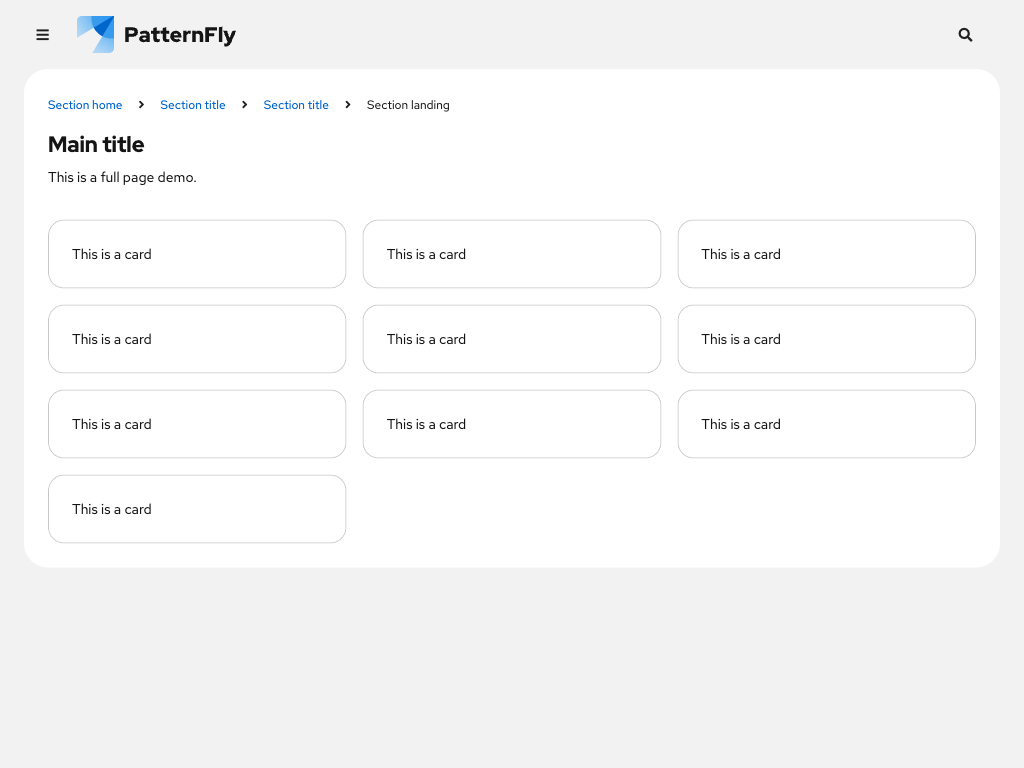 PatternFly
Section home Section title Section title Section landing
Main title
This is a full page demo.
This is a card This is a card This is a card
This is a card This is a card This is a card
This is a card This is a card This is a card
This is a card